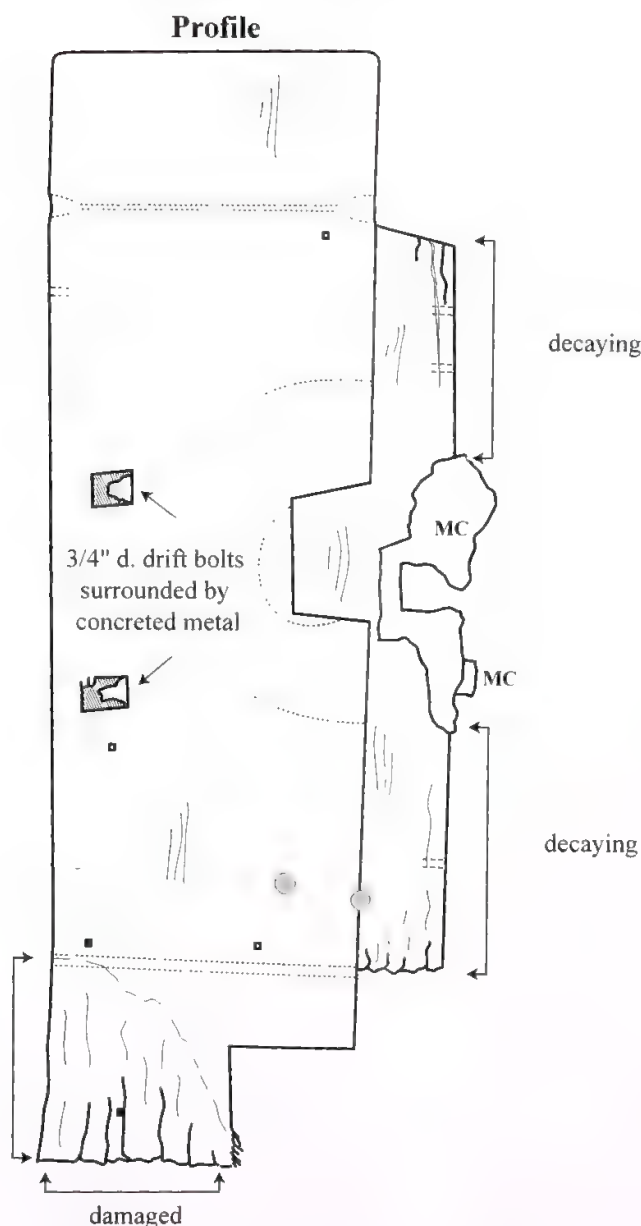 Profile
decaying
MC
3/4" d. drift bolts
surrounded by
concreted metal
MC
decaying
damaged